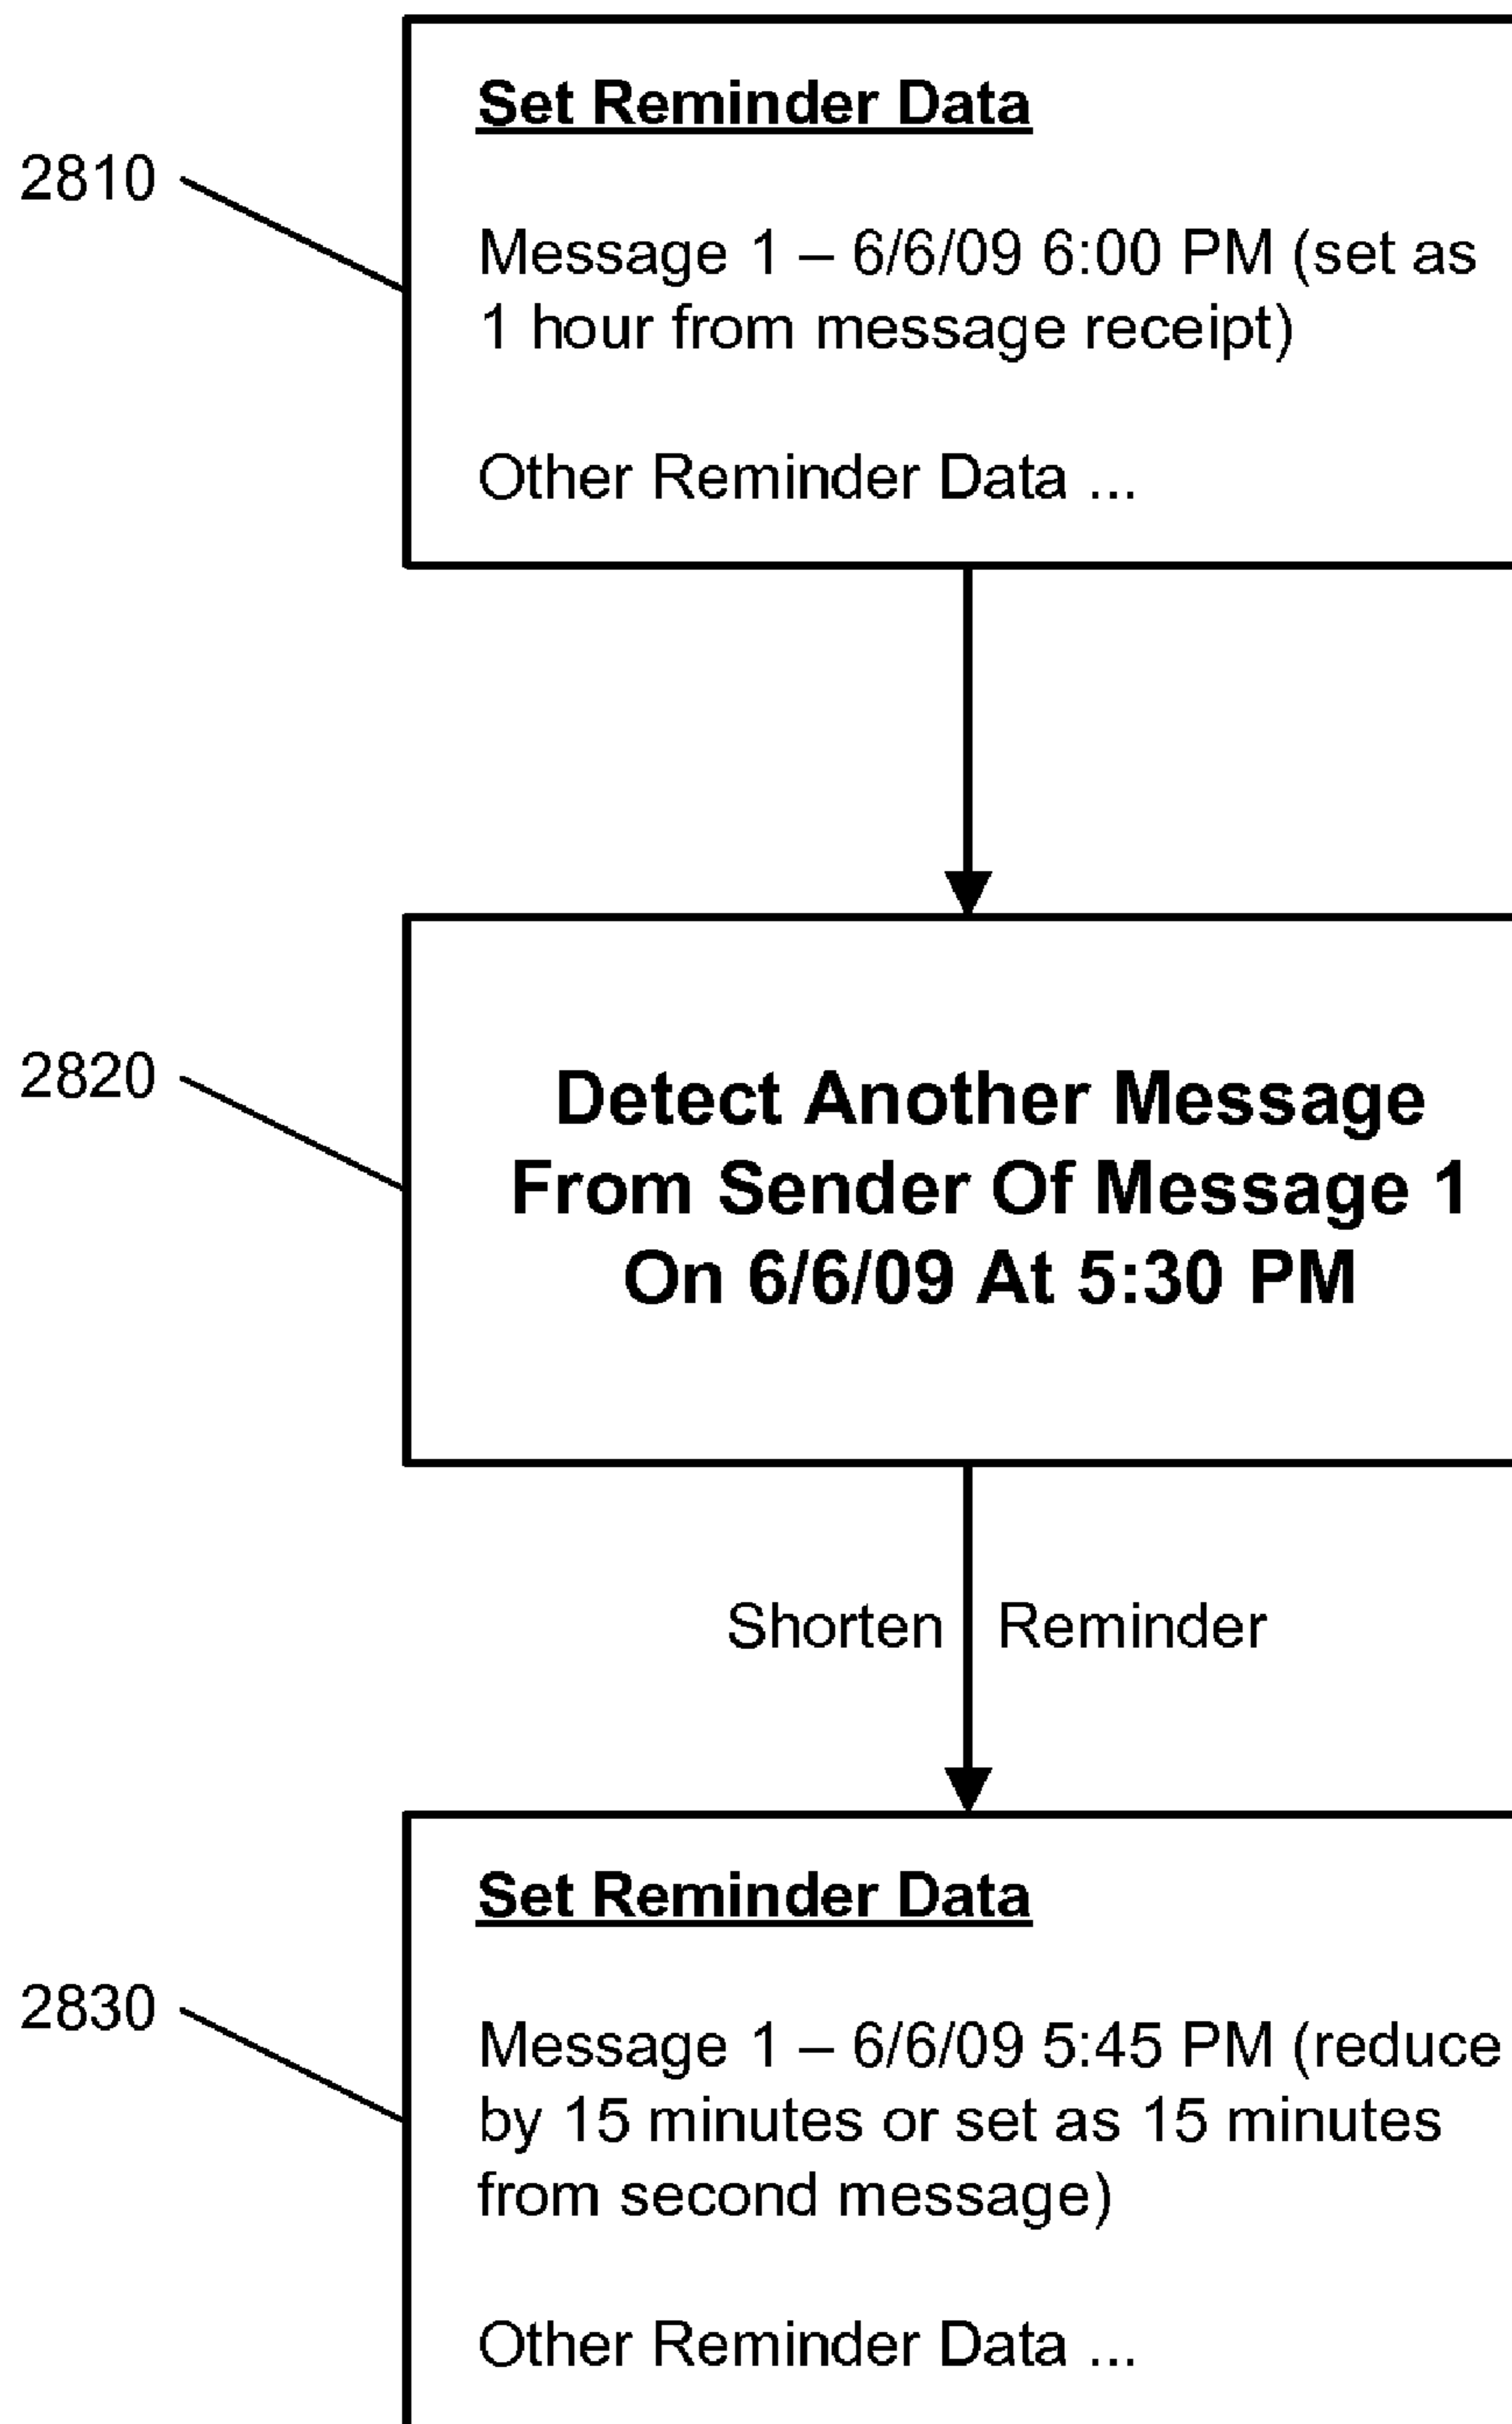 Set Reminder Data
2810
Message 1 – 6/6/09 6:00 PM (set as
1 hour from message receipt)
Other Reminder Data ...
2820
Detect Another Message
From Sender Of Message 1
On 6/6/09 At 5:30 PM
Shorten Reminder
Set Reminder Data
2830
Message 1 – 6/6/09 5:45 PM (reduce
by 15 minutes or set as 15 minutes
from second message)
Other Reminder Data ...